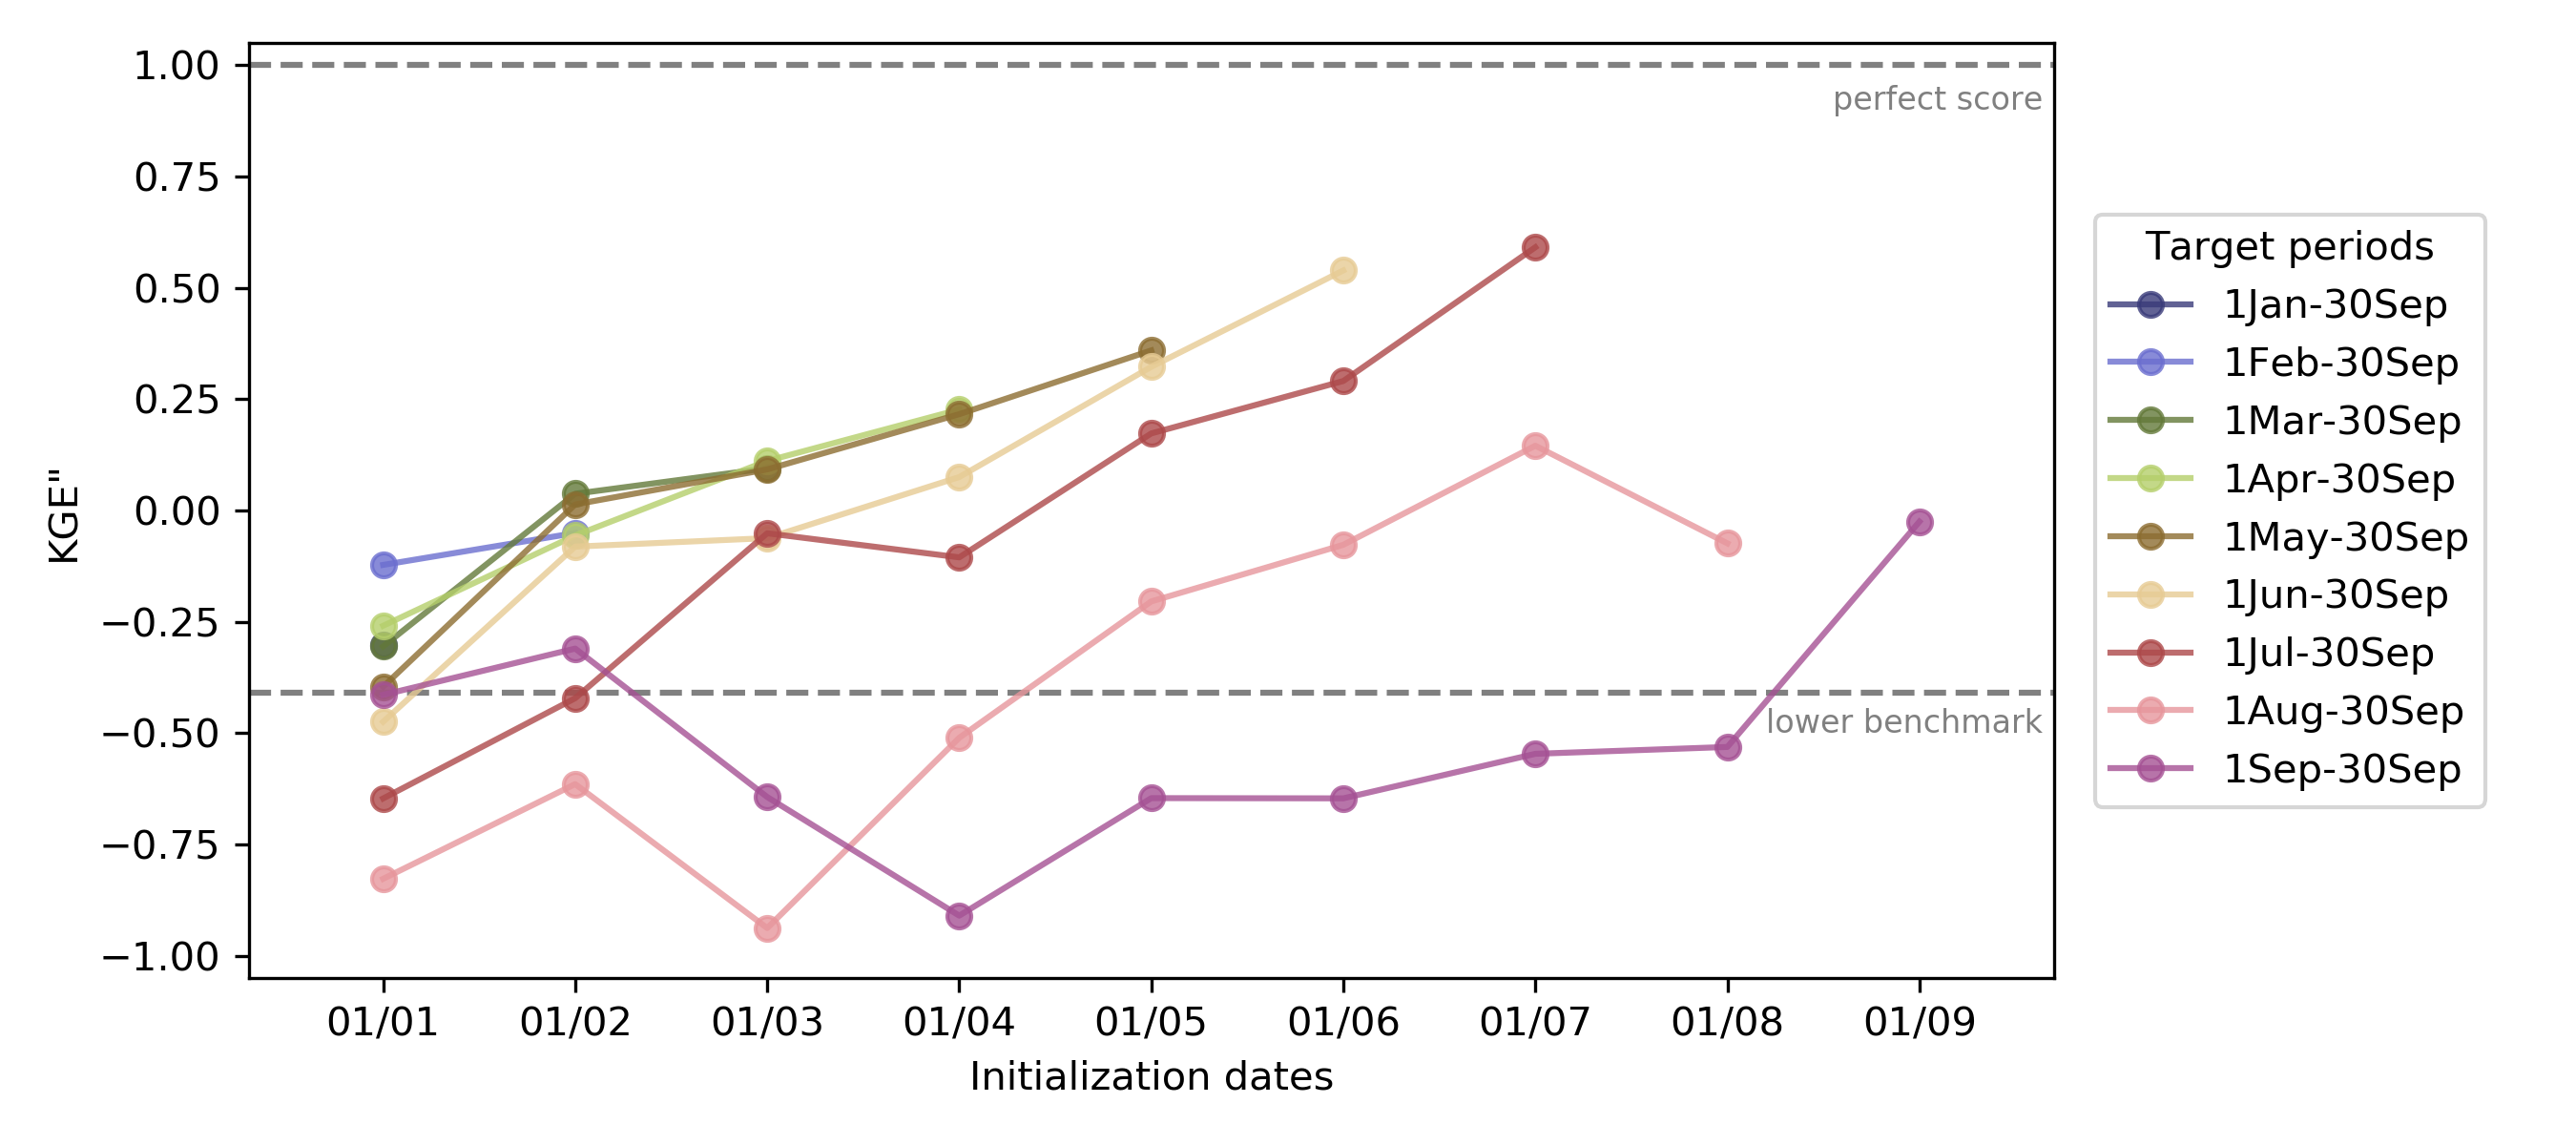 1.00
0.75
0.50
0.25
0.00
−0.25
−0.50
−0.75
−1.00
KGE"
perfect score
lower benchmark
01/01 01/02 01/03 01/04 01/05 01/06 01/07 01/08 01/09
Initialization dates
Target periods
1Jan-30Sep
1Feb-30Sep
1Mar-30Sep
1Apr-30Sep
1May-30Sep
1Jun-30Sep
1Jul-30Sep
1Aug-30Sep
1Sep-30Sep